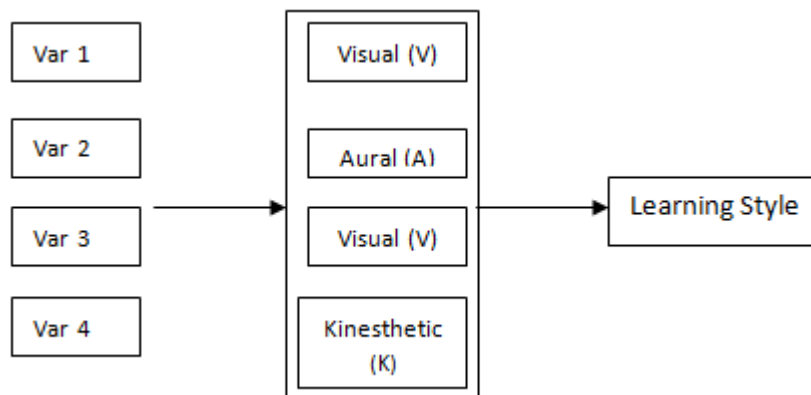 Var 1
Var 2
Var 3
Var 4
Visual (V)
Aural (A)
Visual (V)
Kinesthetic
(K)
Learning Style